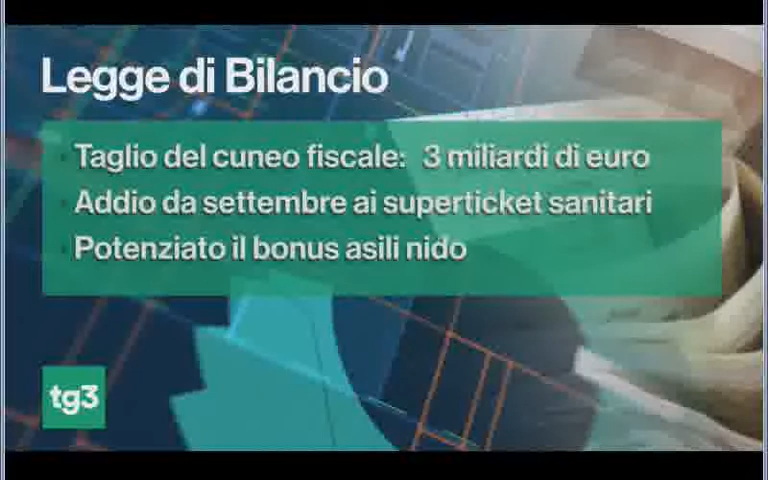 Legge di Bilancio
Taglio del cuneo fiscale: 3 miliardi di euro
Addio da settembre ai superticket sanitari
Potenziato il bonus asili nido
tg3